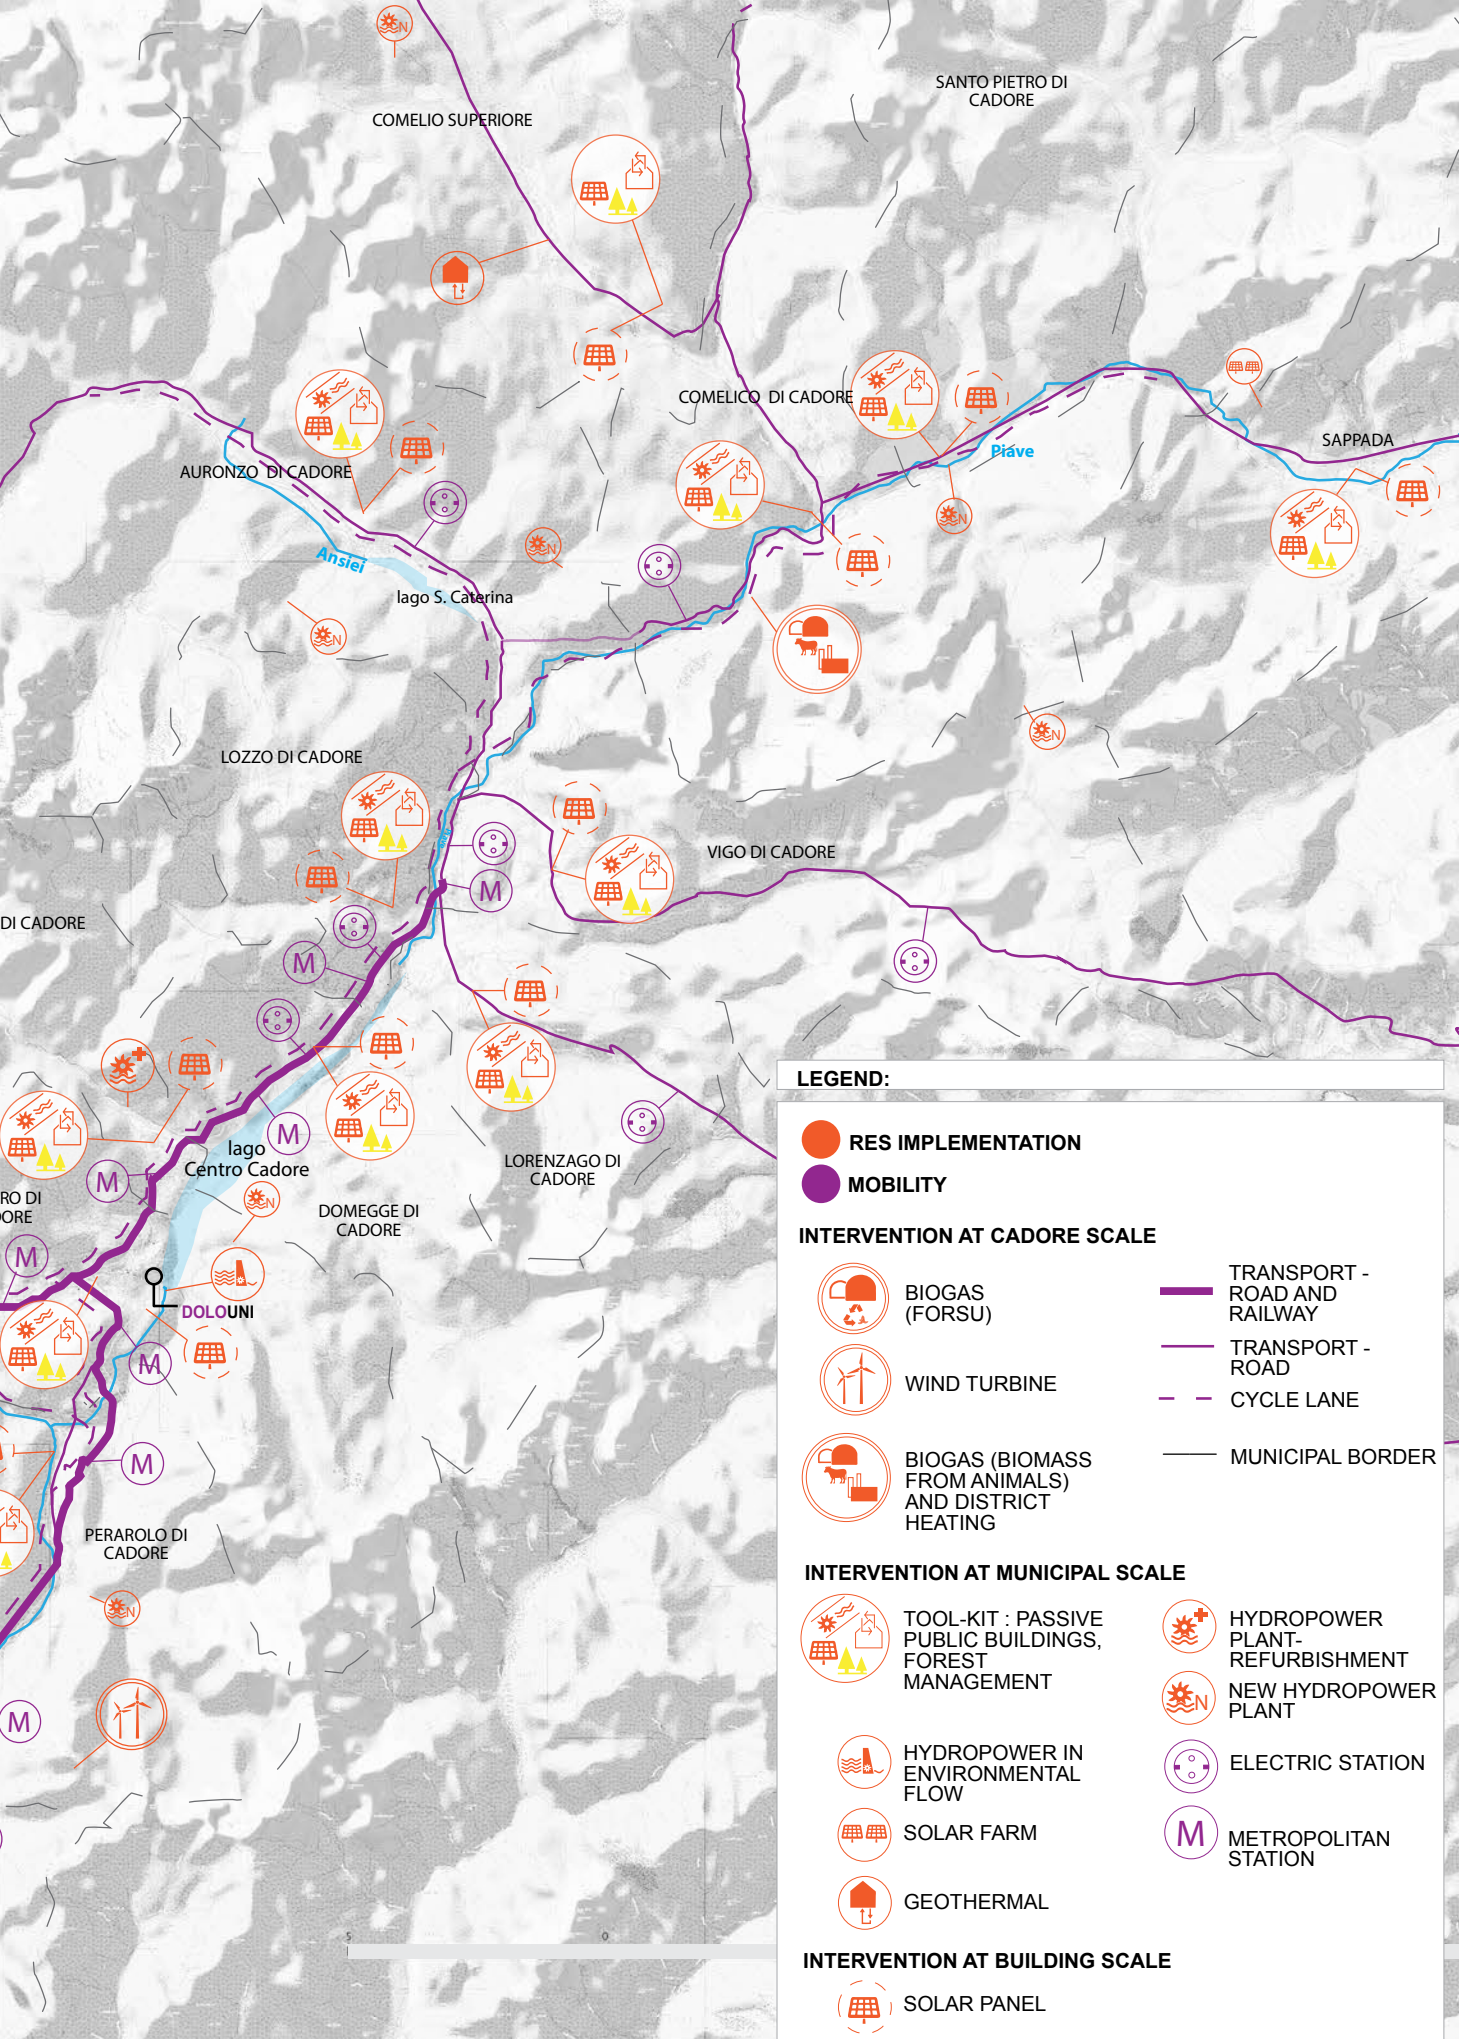 N
SANTO PIETRO DI
CADORE
COMELIO SUPERIORE
COMELICO DI CADORE
Piave
SAPPADA
AURONZO DI CADORE
N
N
Ansiei
lago S. Caterina
N
N
LOZZO DI CADORE
VIGO DI CADORE
M
DI CADORE
M
M
lago
Centro Cadore
M
LORENZAGO DI
CADORE
RO DI
ORE
N
DOMEGGE DI
CADORE
M
DOLOUNI
M
M
PERAROLO DI
CADORE
N
M
5
0
LEGEND:
RES IMPLEMENTATION
MOBILITY
INTERVENTION AT CADORE SCALE
BIOGAS
(FORSU)
WIND TURBINE
BIOGAS (BIOMASS
FROM ANIMALS)
AND DISTRICT
HEATING
TRANSPORT -
ROAD AND
RAILWAY
TRANSPORT -
ROAD
CYCLE LANE
MUNICIPAL BORDER
INTERVENTION AT MUNICIPAL SCALE
TOOL-KIT : PASSIVE
PUBLIC BUILDINGS,
FOREST
MANAGEMENT
HYDROPOWER IN
ENVIRONMENTAL
FLOW
SOLAR FARM
GEOTHERMAL
HYDROPOWER
PLANT-
REFURBISHMENT
N
NEW HYDROPOWER
PLANT
ELECTRIC STATION
M
METROPOLITAN
STATION
INTERVENTION AT BUILDING SCALE
SOLAR PANEL